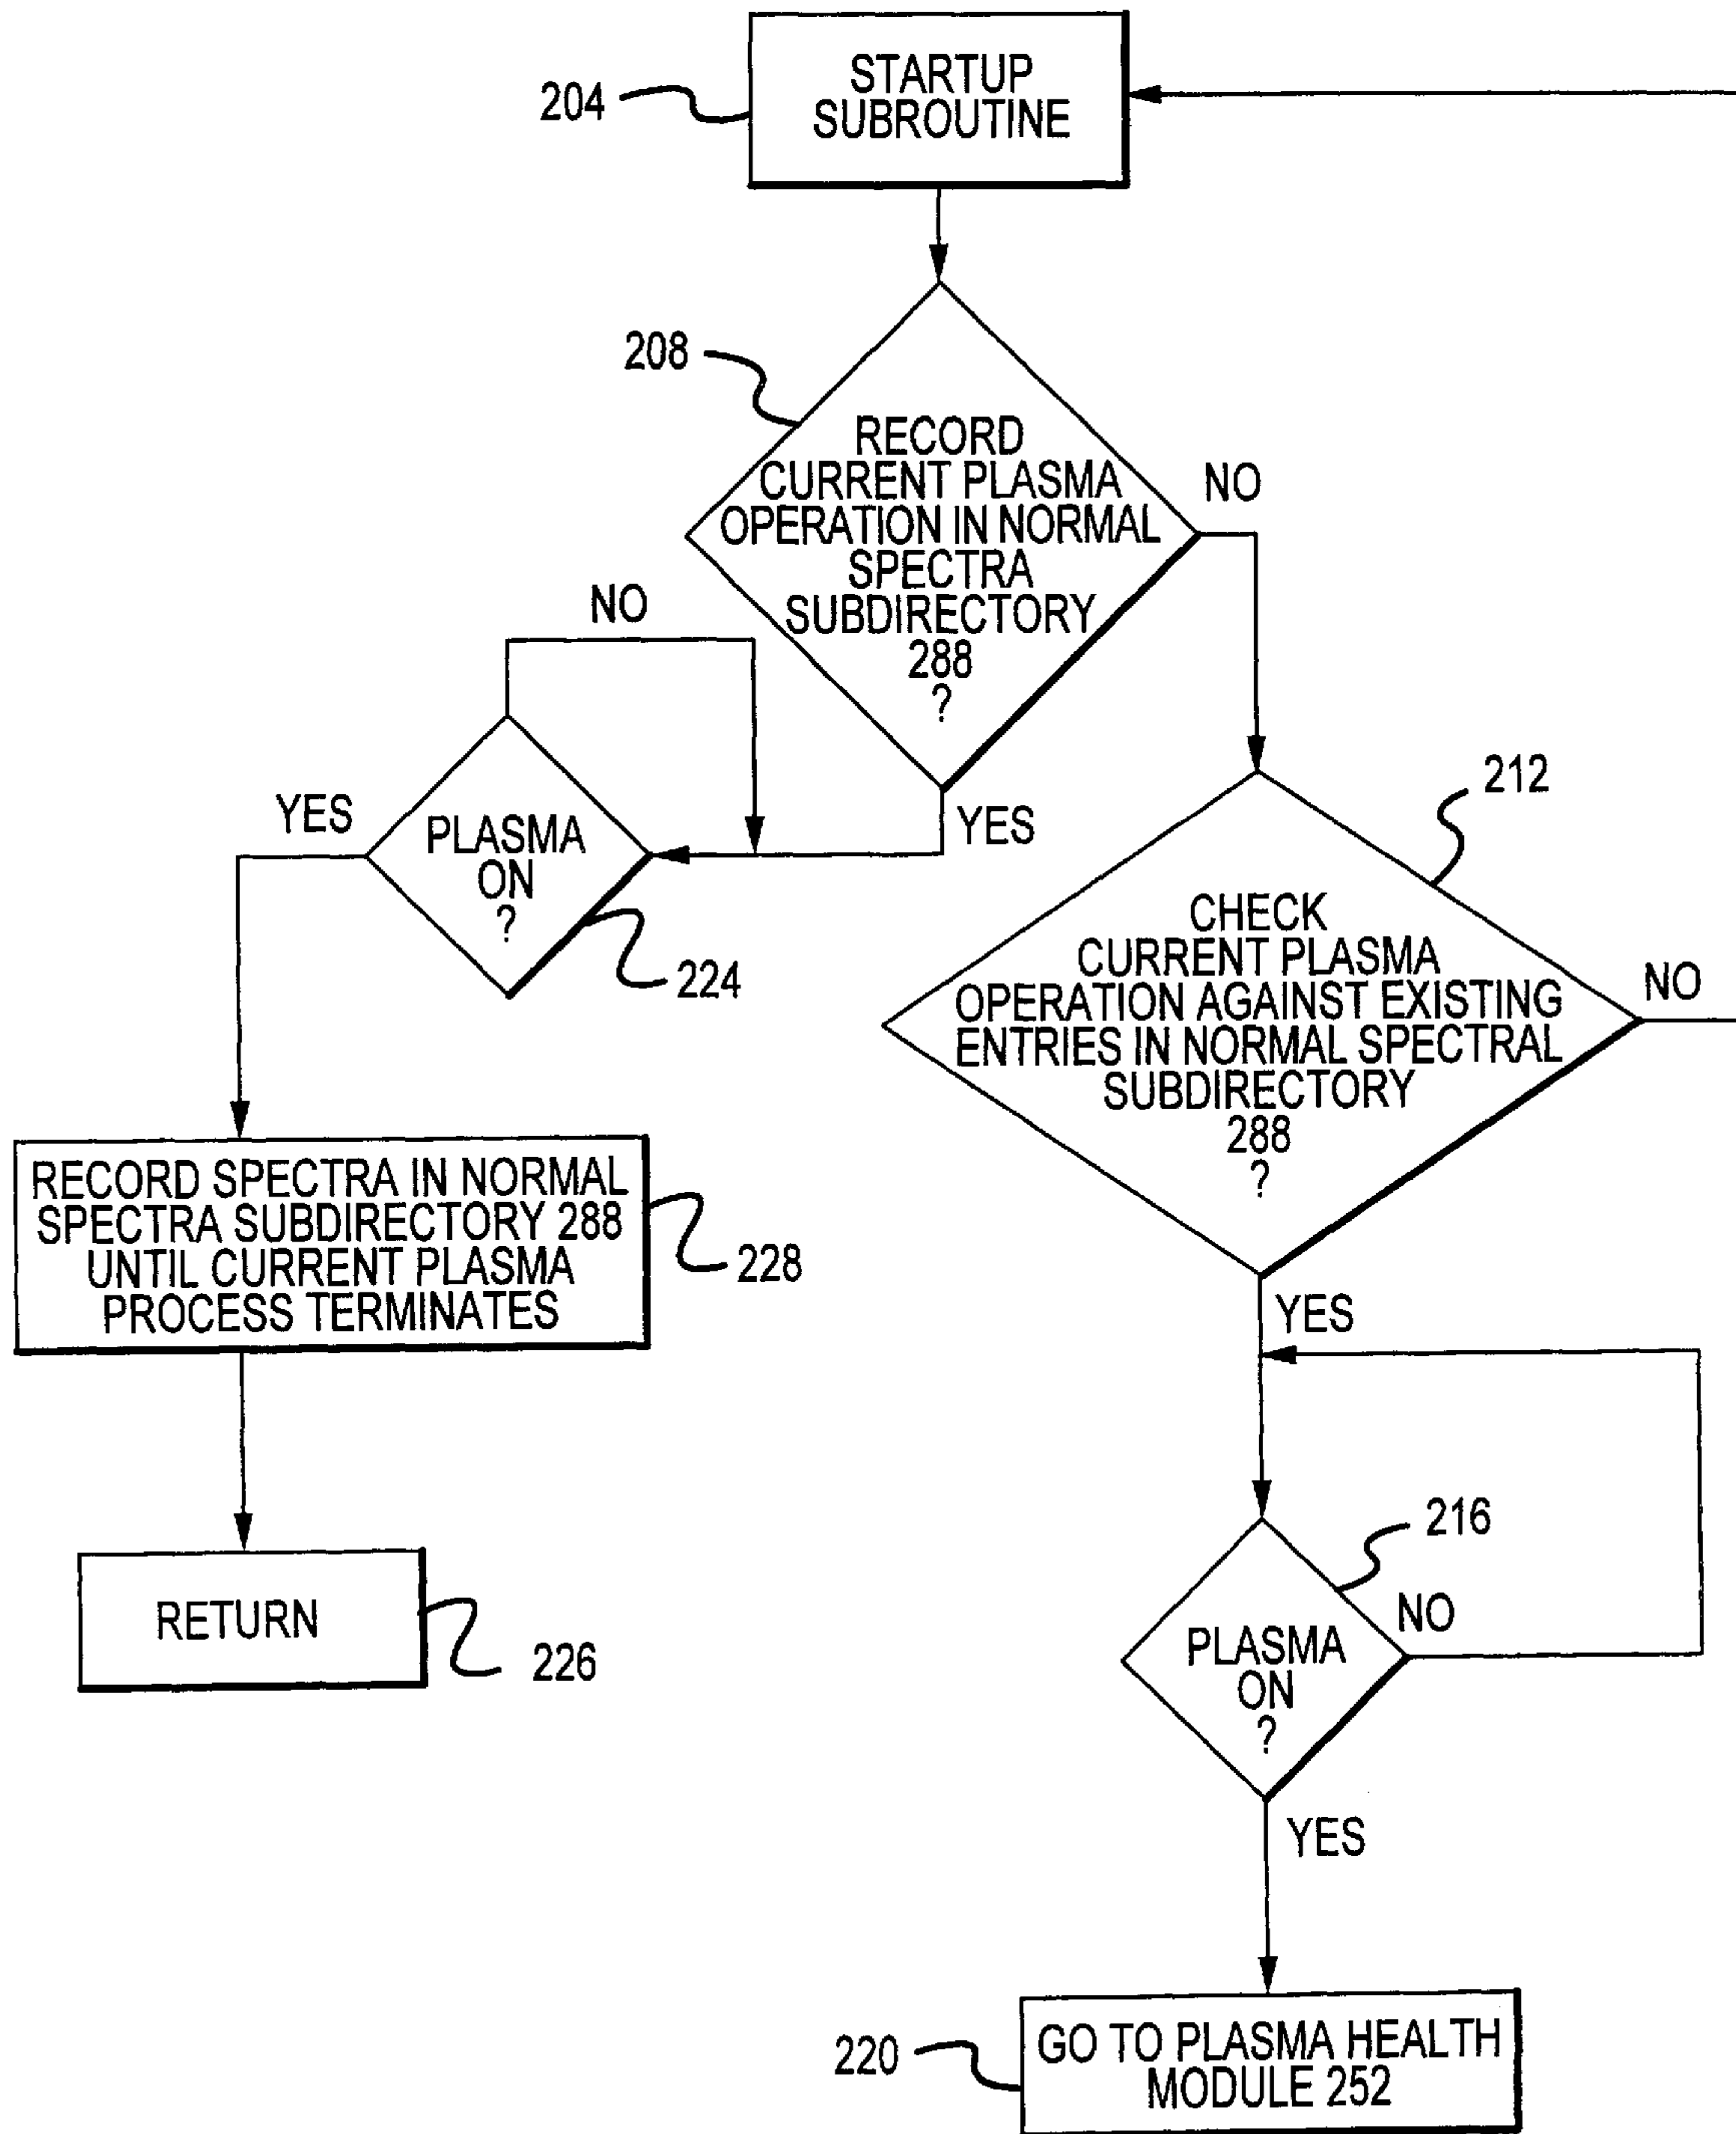 STARTUP
SUBROUTINE
204
208
RECORD
CURRENT PLASMA
OPERATION IN NORMAL
SPECTRA
SUBDIRECTORY
288
?
NO
NO
YES
YES
PLASMA
ON
?
224
212
CHECK
CURRENT PLASMA
OPERATION AGAINST EXISTING
ENTRIES IN NORMAL SPECTRAL
SUBDIRECTORY
288
?
NO
YES
RECORD SPECTRA IN NORMAL
SPECTRA SUBDIRECTORY 288
UNTIL CURRENT PLASMA
PROCESS TERMINATES
228
RETURN
226
216
PLASMA
ON
?
NO
YES
220
GO TO PLASMA HEALTH
MODULE 252